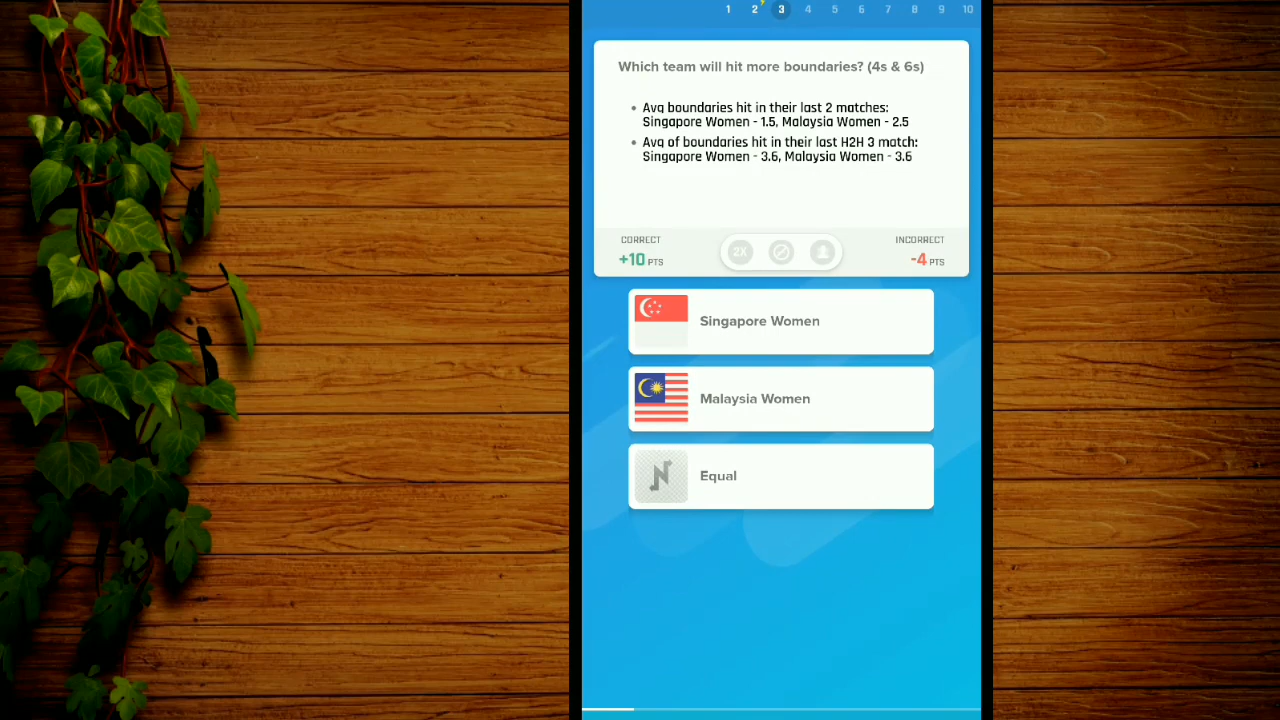 1 2 3 4 5 6 7 8 9 10
Which team will hit more boundaries? (4s & 6s)
• Avg boundaries hit in their last 2 matches:
Singapore Women - 1.5, Malaysia Women - 2.5
• Avg of boundaries hit in their last H2H 3 match:
Singapore Women - 3.6, Malaysia Women - 3.6
CORRECT
+10 PTS
2X
INCORRECT
-4 PTS
Singapore Women
Malaysia Women
Equal